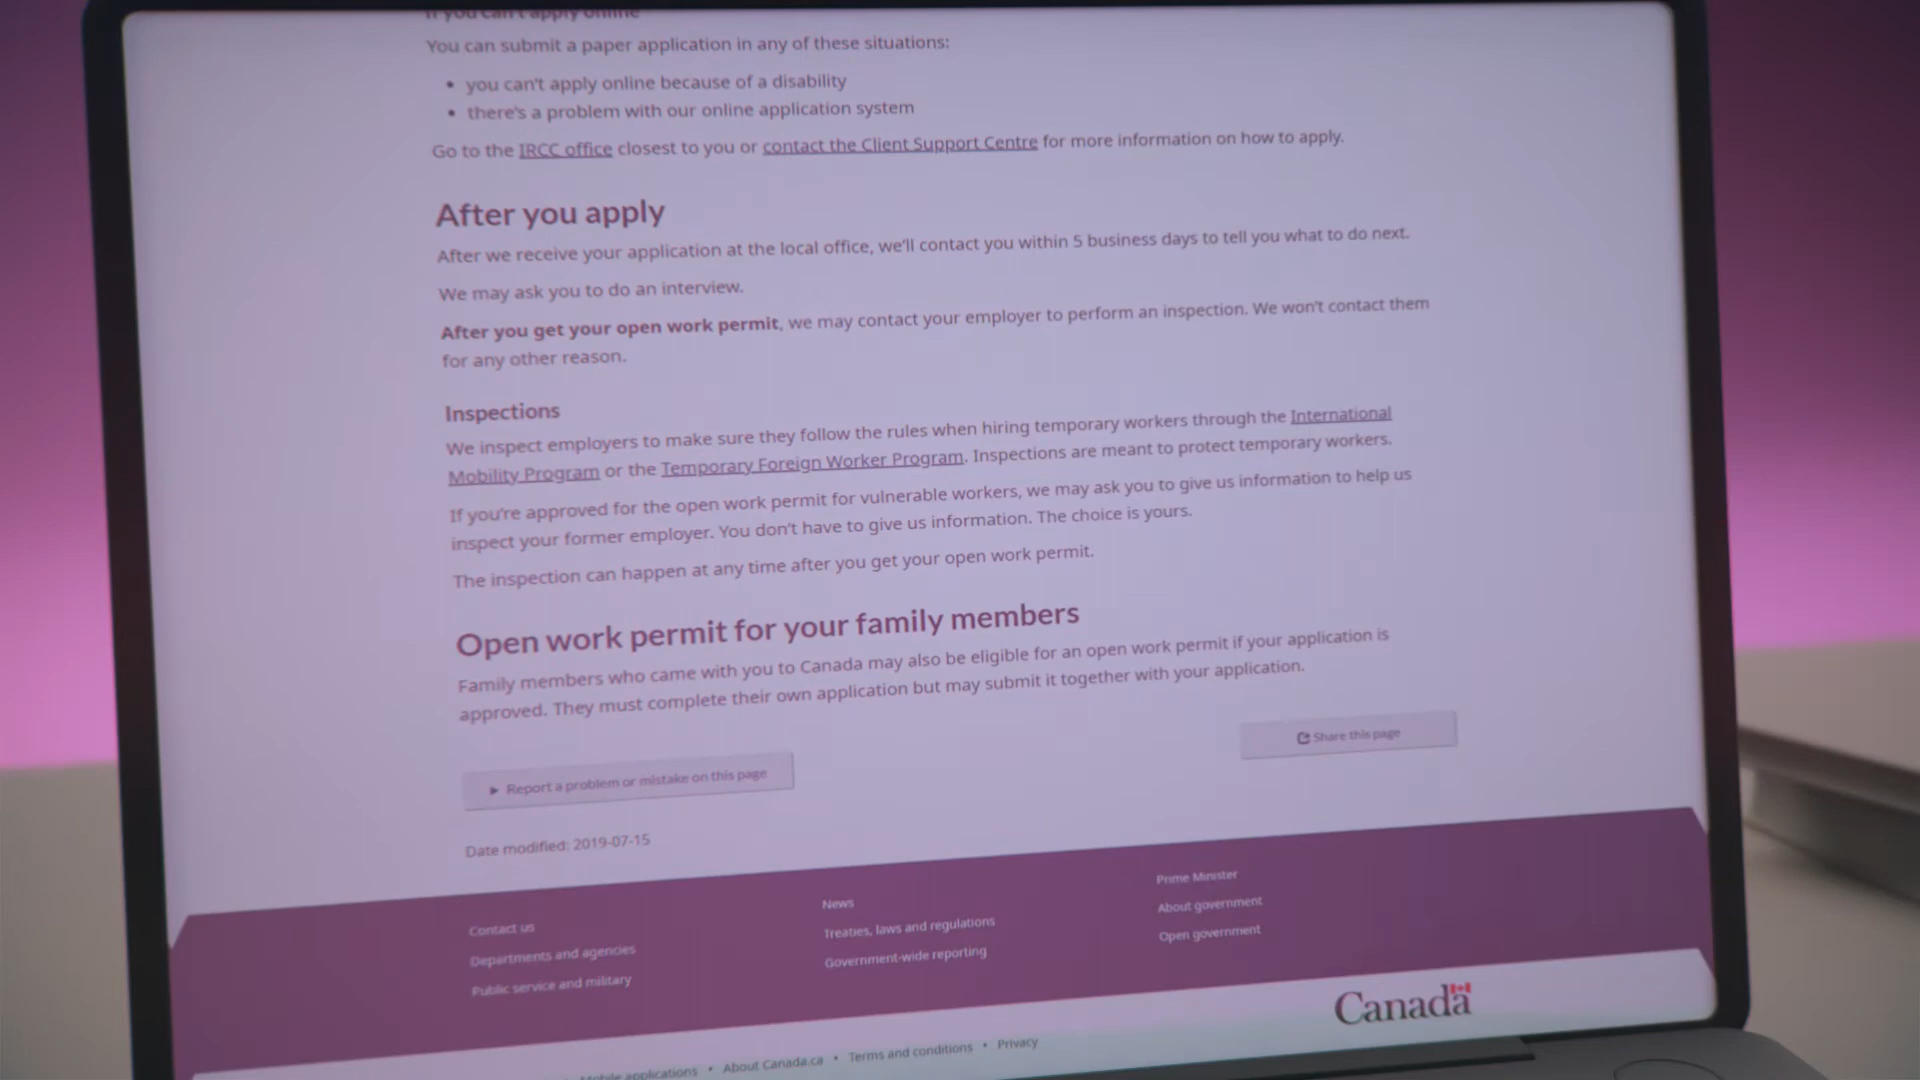 If you can't apply online
You can submit a paper application in any of these situations:
• you can't apply online because of a disability
• there's a problem with our online application system
Go to the IRCC office closest to you or contact the Client Support Centre for more information on how to apply.
After you apply
After we receive your application at the local office, we'll contact you within 5 business days to tell you what to do next.
We may ask you to do an interview.
After you get your open work permit, we may contact your employer to perform an inspection. We won't contact them
for any other reason.
Inspections
We inspect employers to make sure they follow the rules when hiring temporary workers through the International
Mobility Program or the Temporary Foreign Worker Program. Inspections are meant to protect temporary workers.
If you're approved for the open work permit for vulnerable workers, we may ask you to give us information to help us
inspect your former employer. You don't have to give us information. The choice is yours.
The inspection can happen at any time after you get your open work permit.
Open work permit for your family members
Family members who came with you to Canada may also be eligible for an open work permit if your application is
approved. They must complete their own application but may submit it together with your application.
Share this page
Report a problem or mistake on this page
Date modified: 2019-07-15
Contact us
Departments and agencies
Public service and military
News
Treaties, laws and regulations
Government-wide reporting
Prime Minister
About government
Open government
Canada
Mobile applications • About Canada.ca • Terms and conditions • Privacy